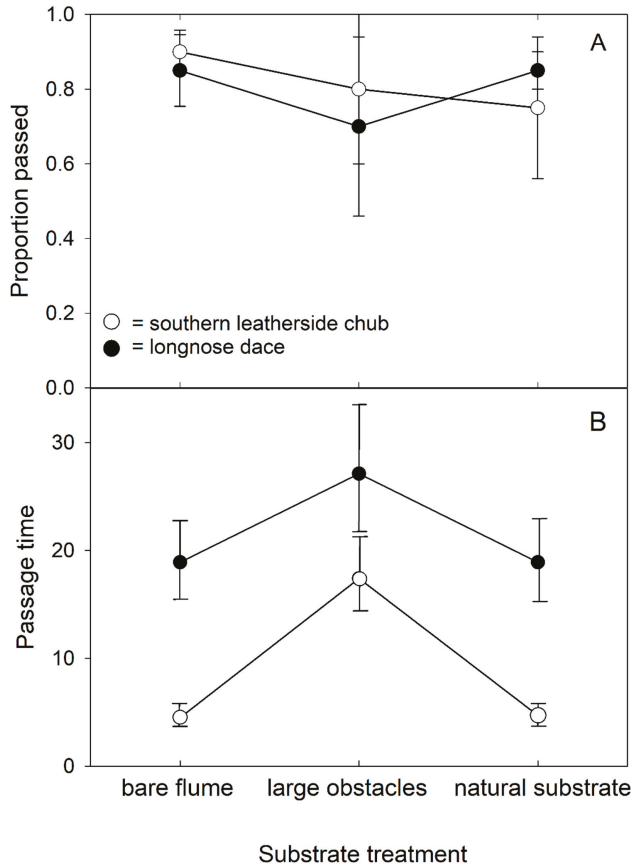 1.0
A
0.8
0.6
0.4
0.2
0.0
Proportion passed
= southern leatherside chub
= longnose dace
B
30
20
10
0
Passage time
bare flume large obstacles natural substrate
Substrate treatment